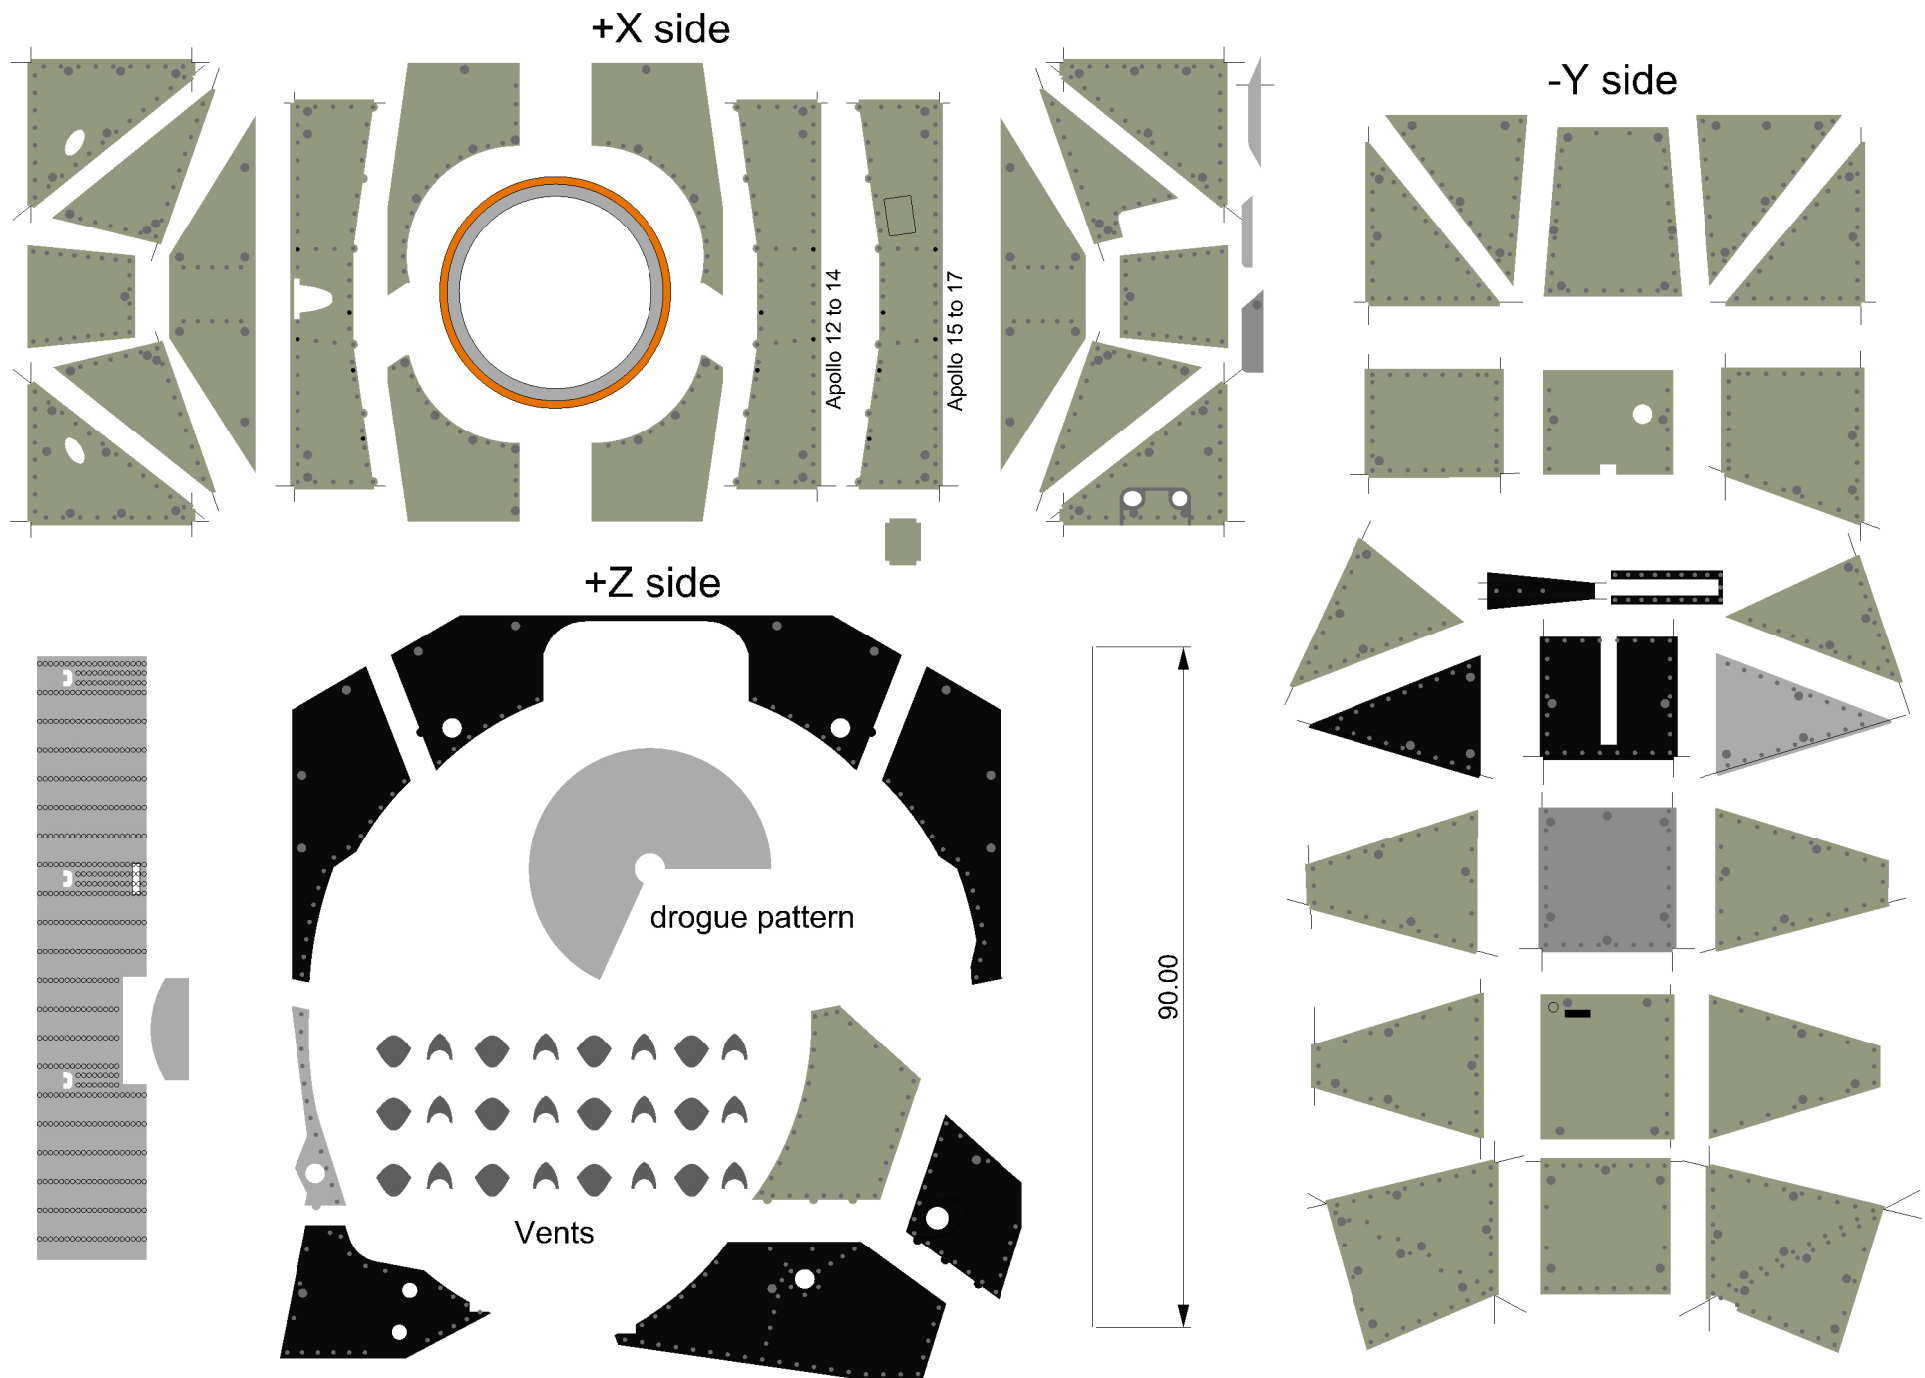 +X side
-Y side
Apollo 12 to 14
Apollo 15 to 17
+Z side
drogue pattern
90.00
Vents